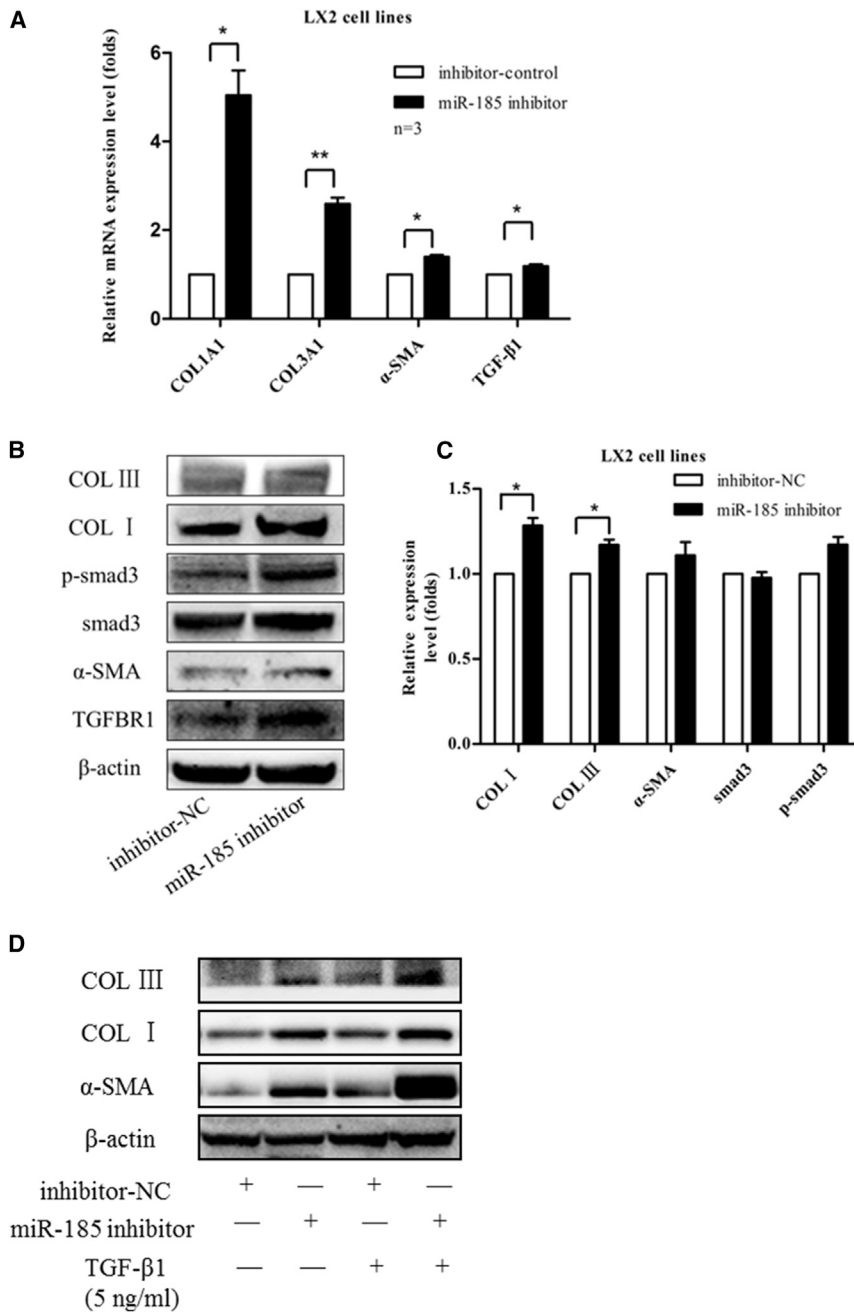 A
LX2 cell lines
Relative mRNA expression level (folds)
6
4
2
0
*
**
*
*
inhibitor-control
miR-185 inhibitor
n=3
COL1A1
COL3A1
α-SMA
TGF-β1
B
COL Ⅲ
COL Ⅰ
p-smad3
smad3
α-SMA
TGFBR1
β-actin
inhibitor-NC
miR-185 inhibitor
C
LX2 cell lines
inhibitor-NC
miR-185 inhibitor
Relative expression
level (folds)
1.5
1.0
0.5
0.0
*
*
COL I
COL Ⅲ
α-SMA
smad3
p-smad3
D
COL Ⅲ
COL Ⅰ
α-SMA
β-actin
inhibitor-NC + — + —
miR-185 inhibitor — + — +
TGF-β1 — — + +
(5 ng/ml)